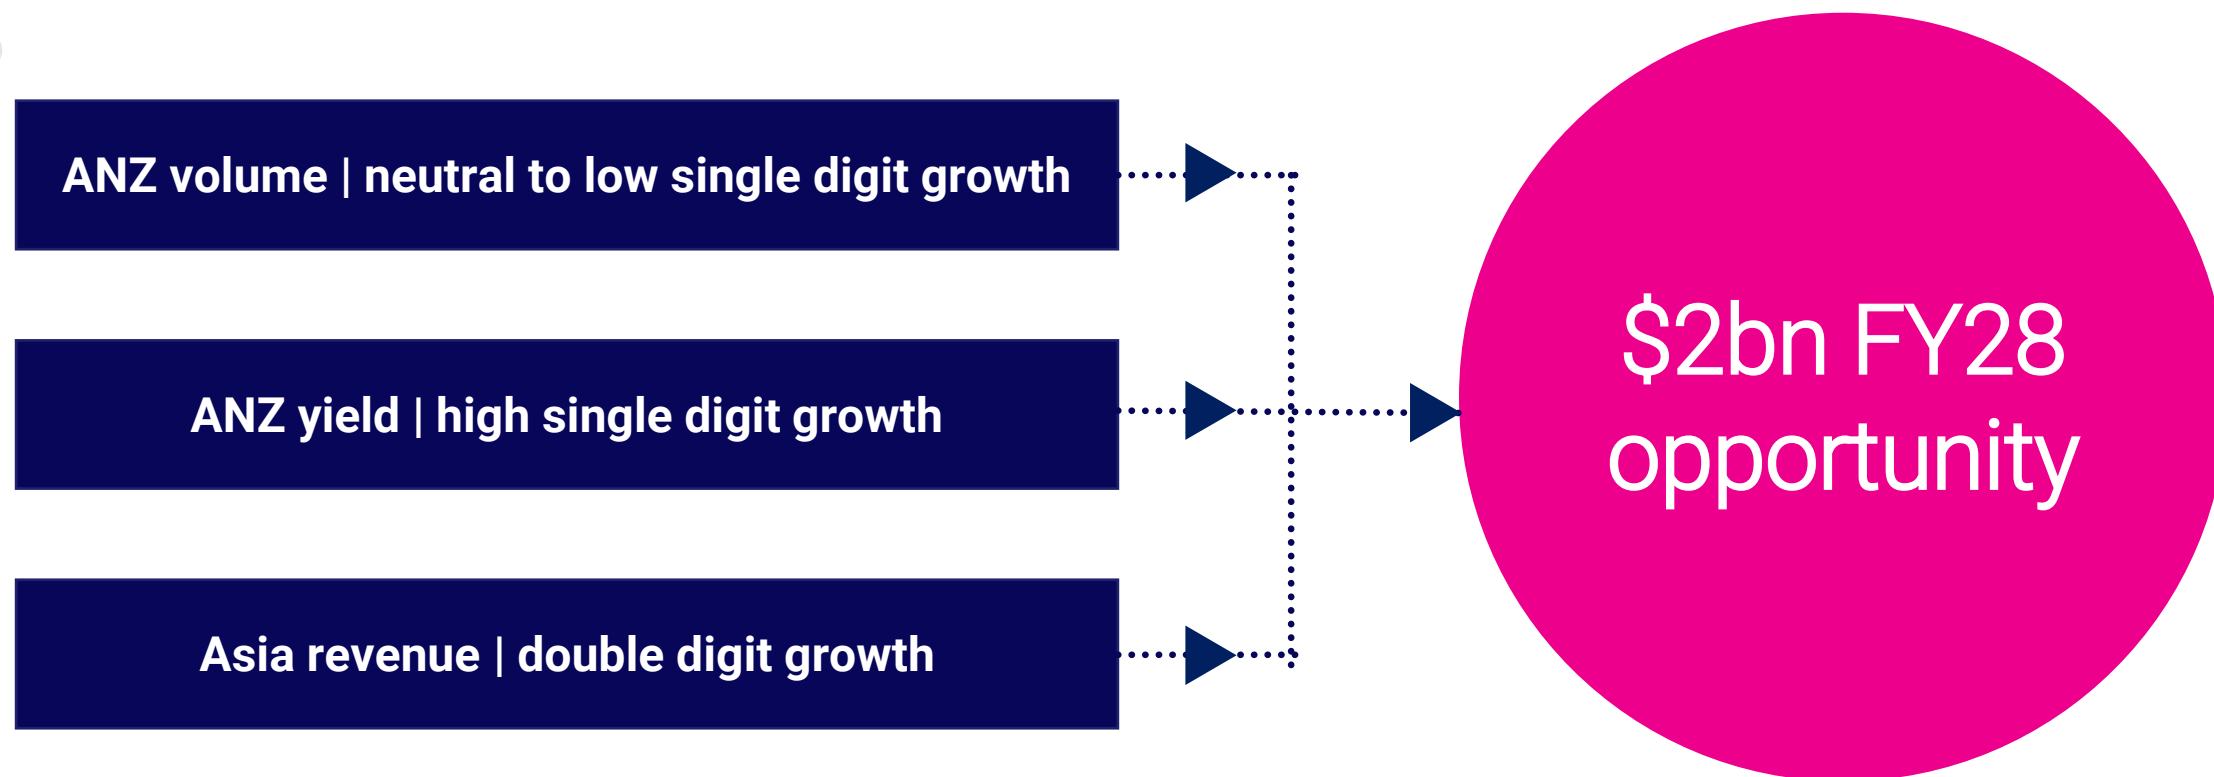 ANZ volume | neutral to low single digit growth
ANZ yield | high single digit growth
Asia revenue | double digit growth
$2bn FY28
opportunity